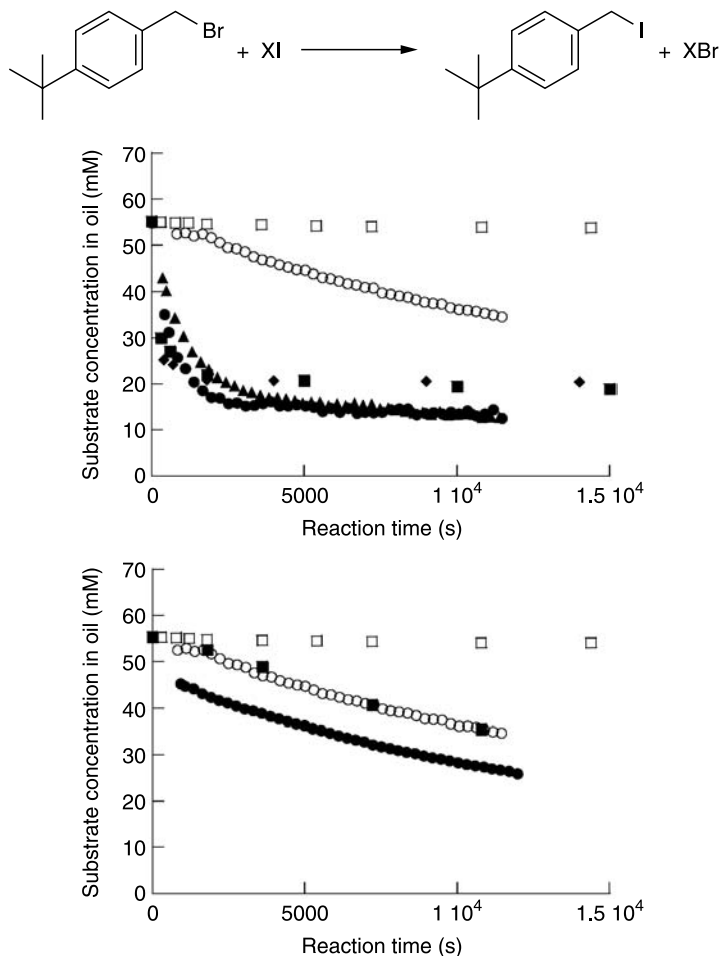 Br + XI I + XBr
70
60
50
40
30
20
10
0
Substrate concentration in oil (mM)
0 5000 1 10⁴ 1.5 10⁴
Reaction time (s)
70
60
50
40
30
20
10
0
Substrate concentration in oil (mM)
0 5000 1 10⁴ 1.5 10⁴
Reaction time (s)